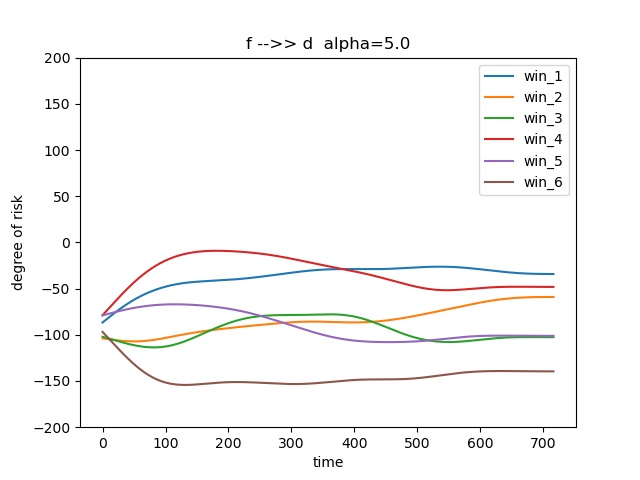 f -->> d  alpha=5.0
degree of risk
200
150
100
50
0
−50
−100
−150
−200
win_1
win_2
win_3
win_4
win_5
win_6
0 100 200 300 400 500 600 700
time